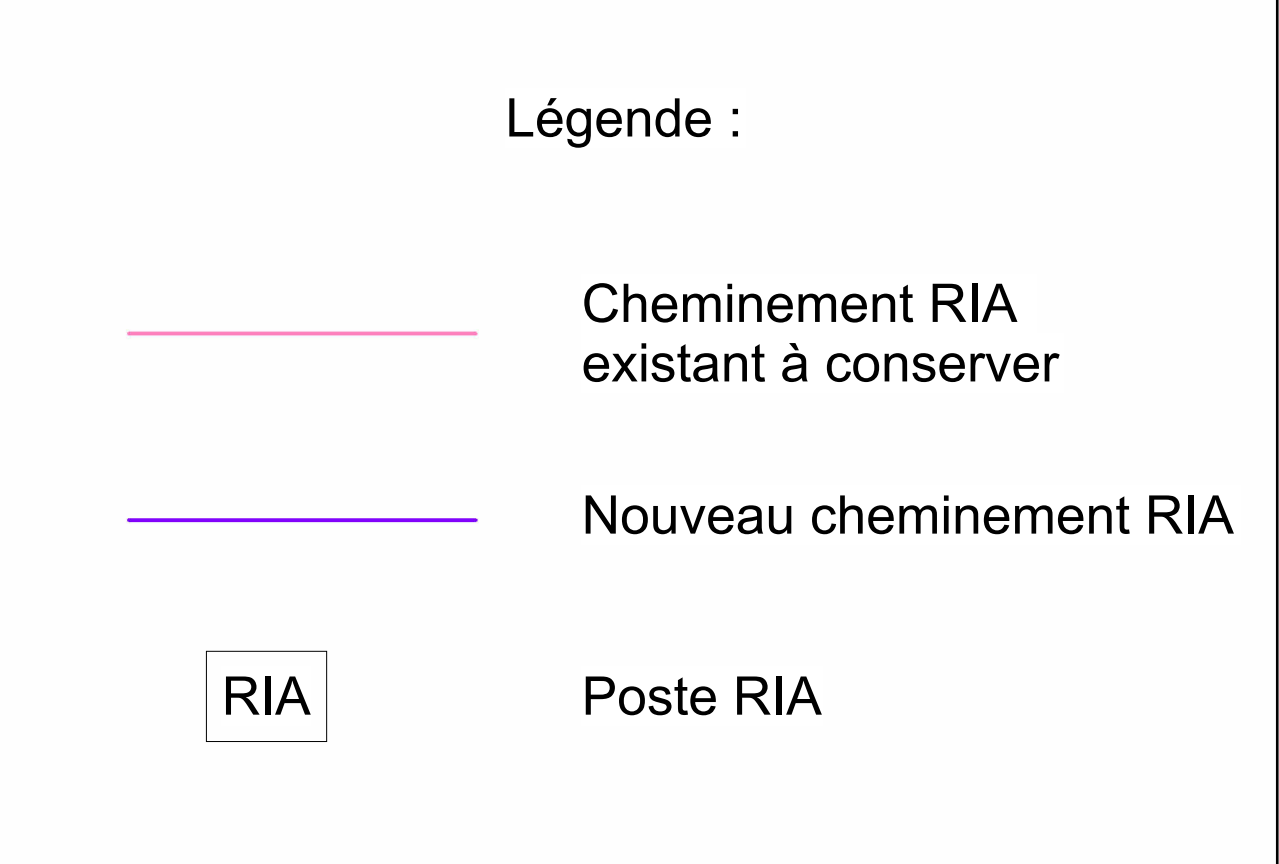 Légende :
Cheminement RIA
existant à conserver
Nouveau cheminement RIA
RIA
Poste RIA